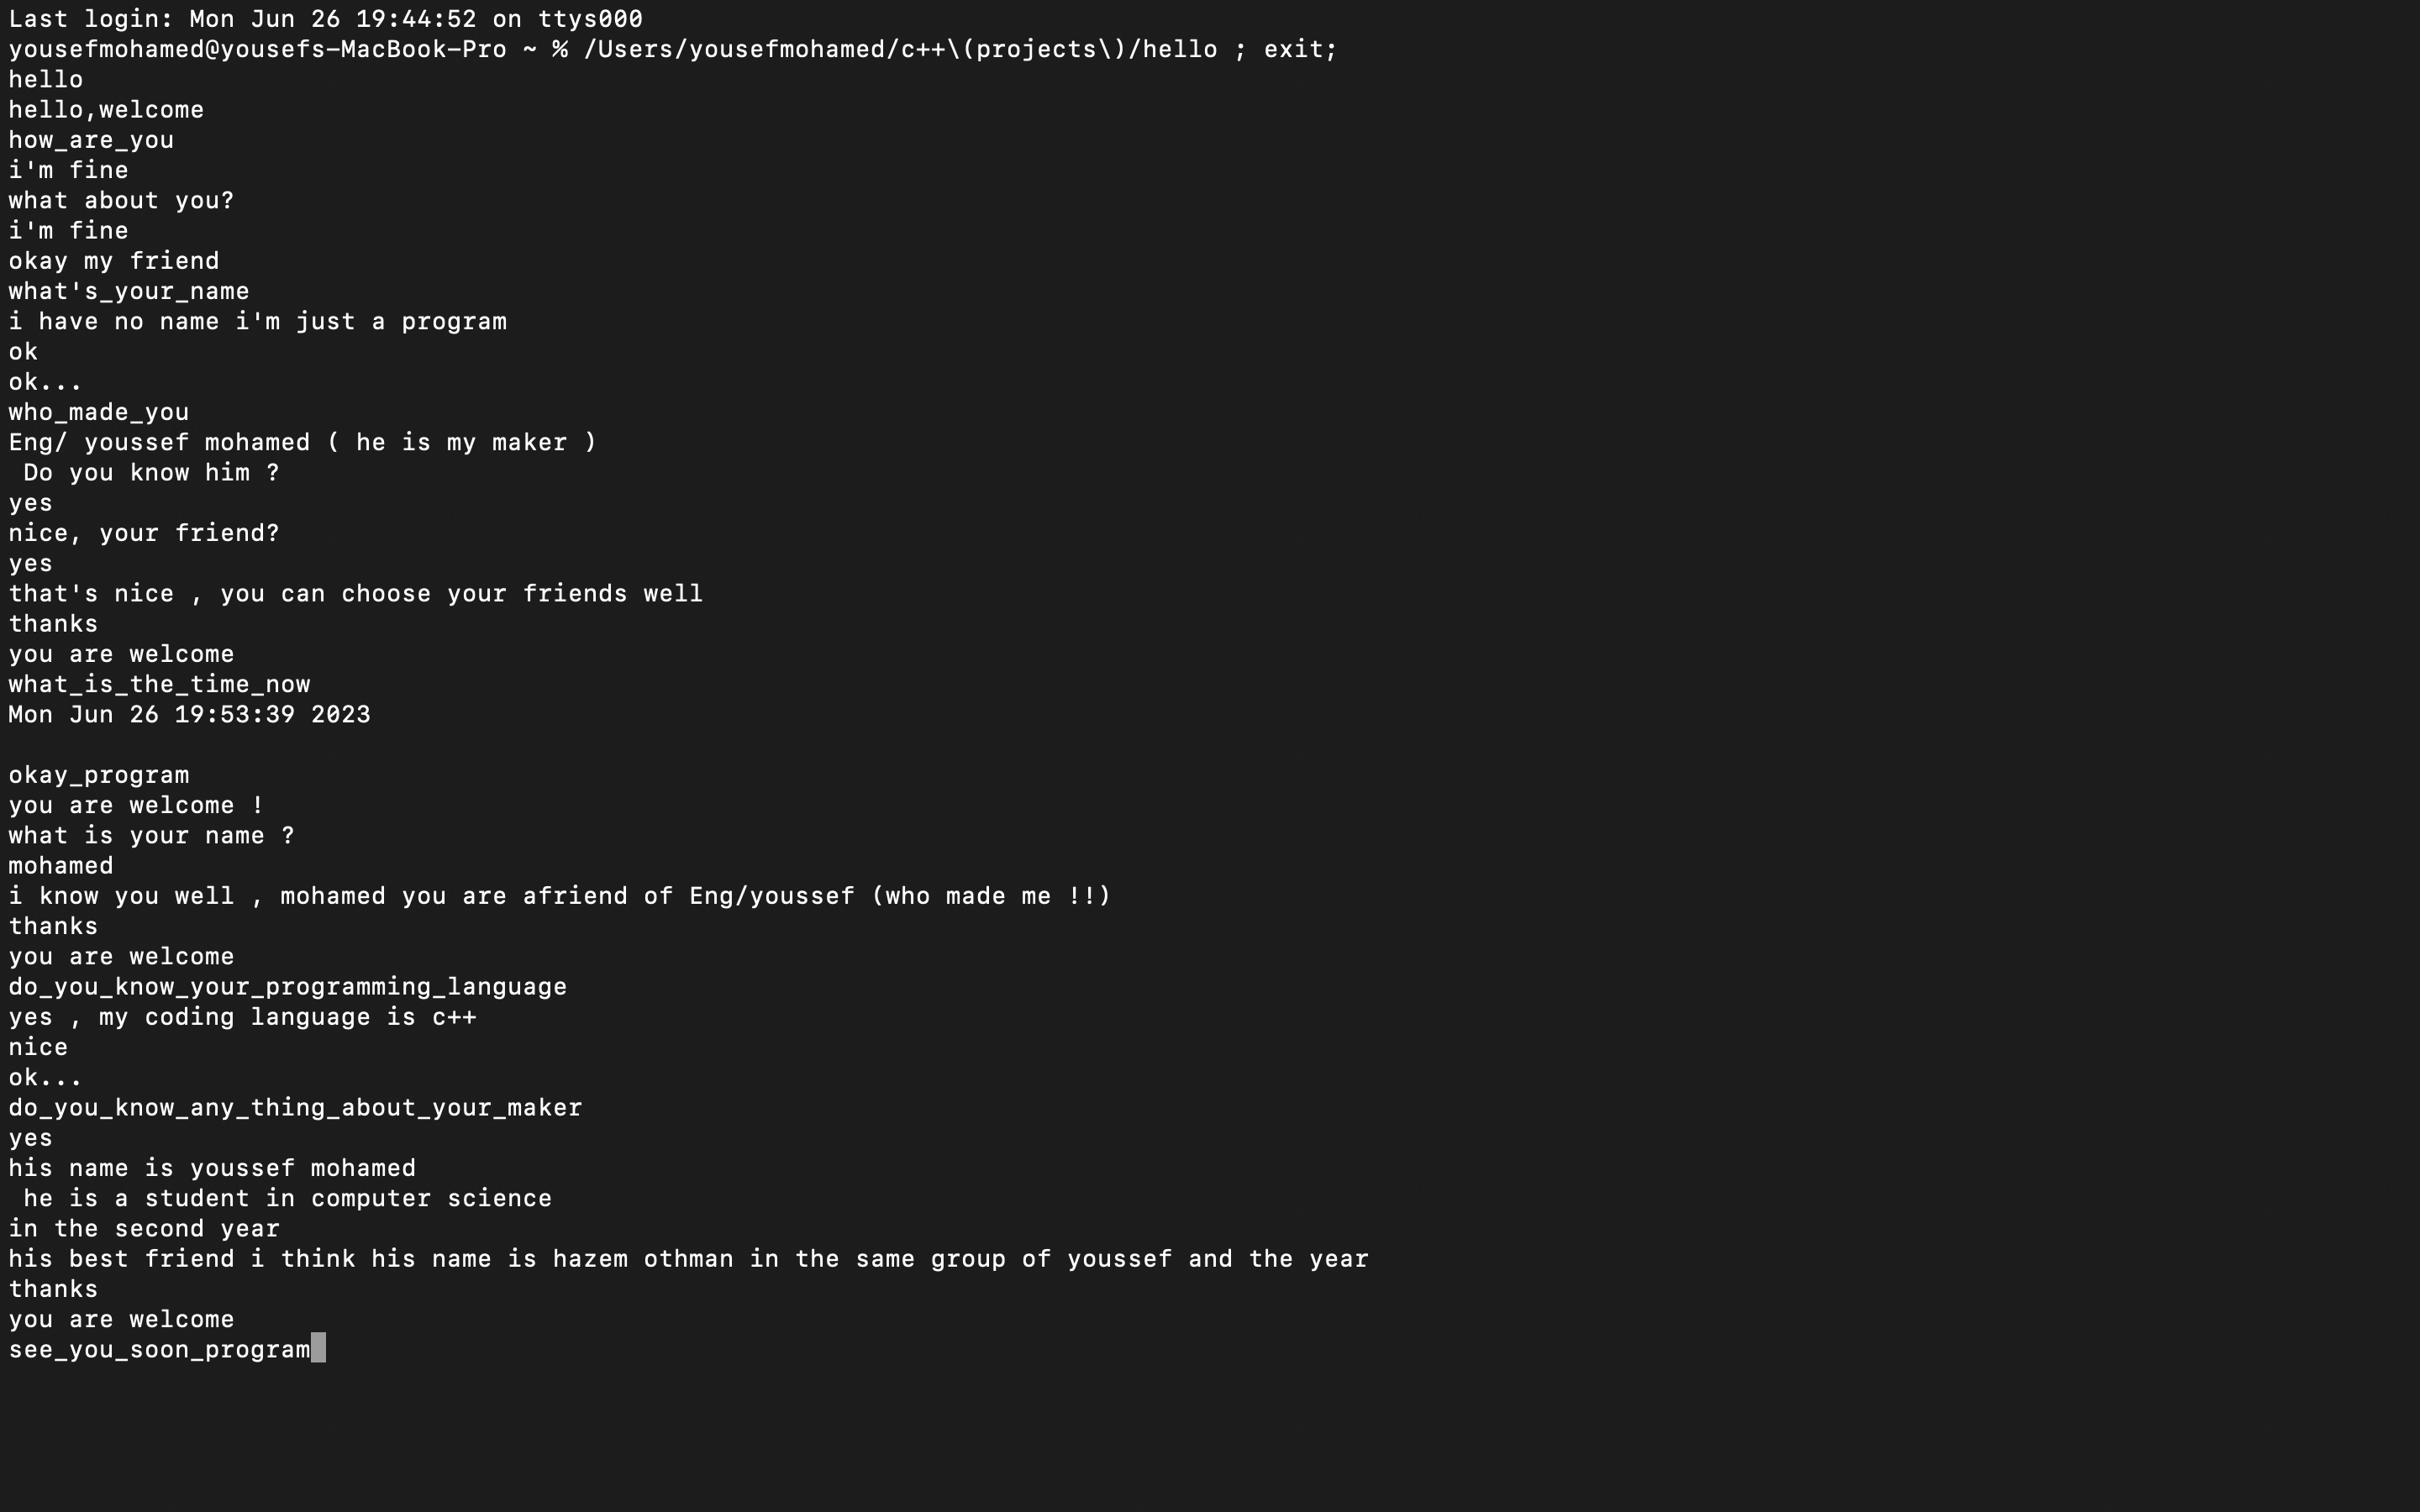 Last login: Mon Jun 26 19:44:52 on ttys000
yousefmohamed@yousefs-MacBook-Pro ~ % /Users/yousefmohamed/c++\(projects\)/hello ; exit;
hello
hello,welcome
how_are_you
i'm fine
what about you?
i'm fine
okay my friend
what's_your_name
i have no name i'm just a program
ok
ok...
who_made_you
Eng/ youssef mohamed ( he is my maker )
 Do you know him ?
yes
nice, your friend?
yes
that's nice , you can choose your friends well
thanks
you are welcome
what_is_the_time_now
Mon Jun 26 19:53:39 2023

okay_program
you are welcome !
what is your name ?
mohamed
i know you well , mohamed you are afriend of Eng/youssef (who made me !!)
thanks
you are welcome
do_you_know_your_programming_language
yes , my coding language is c++
nice
ok...
do_you_know_any_thing_about_your_maker
yes
his name is youssef mohamed
 he is a student in computer science
in the second year
his best friend i think his name is hazem othman in the same group of youssef and the year
thanks
you are welcome
see_you_soon_program